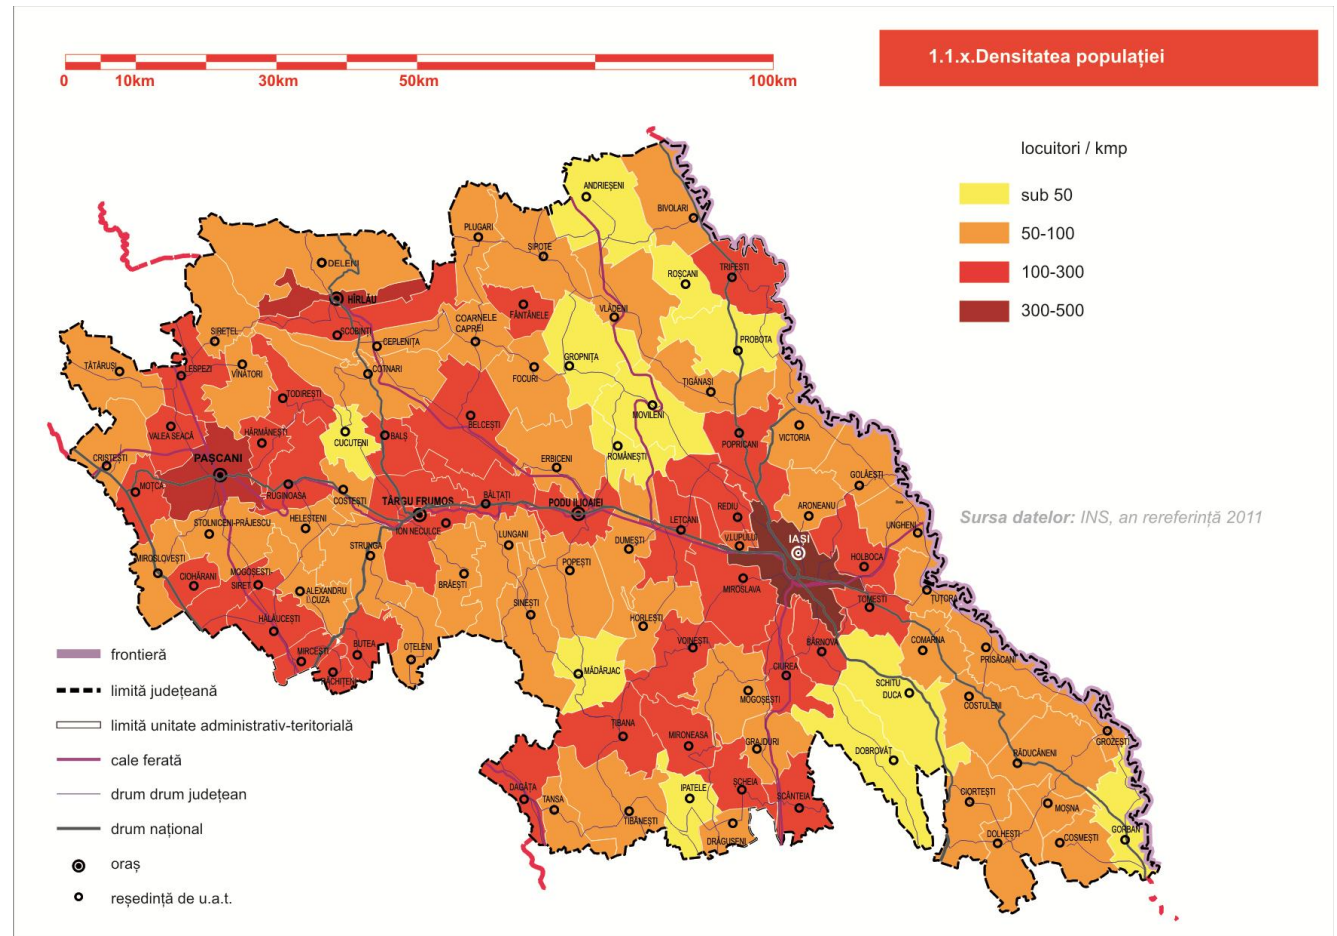 1.1.x.Densitatea populației
0 10km 30km 50km 100km
locuitori / kmp
sub 50
50-100
100-300
300-500
Sursa datelor: INS, an rereferință 2011
ANDRIEȘENI
BIVOLARI
PLUGARI
ȘIPOTE
DELENI
ROȘCANI
TRIFEȘTI
HÎRLĂU
FÂNTÂNELE
VLĂDENI
COARNELE
CAPREI
SIREȚEL
SCOBINȚI
CEPLENIȚA
PROBOTA
TĂTĂRUȘI
LESPEZI
VÎNĂTORI
COTNARI
FOCURI
GROPNIȚA
ȚIGĂNAȘI
TODIREȘTI
MOVILENI
BELCEȘTI
VALEA SEACĂ
HĂRMĂNEȘTI
CUCUTENI
BALȘ
ROMÂNEȘTI
POPRICANI
VICTORIA
CRISTEȘTI
PAȘCANI
ERBICENI
GOLĂEȘTI
MOȚCA
RUGINOASA
COSTEȘTI
TÂRGU FRUMOS
BĂLȚAȚI
PODU ILOAIEI
LEȚCANI
REDIU
ARONEANU
STOLNICENI-PRĂJESCU
HELEȘTENI
ION NECULCE
UNGHENI
STRUNGA
LUNGANI
DUMEȘTI
V.LUPULUI
IAȘI
HOLBOCA
MIROSLOVEȘTI
CIOHĂRANI
MOGOȘEȘTI-
SIRET
ALEXANDRU
CUZA
BRĂEȘTI
POPEȘTI
MIROSLAVA
TOMEȘTI
ȚUȚORA
SINEȘTI
HORLEȘTI
HĂLĂUCEȘTI
MIRCEȘTI
BUTEA
OȚELENI
RĂCHITENI
VOINEȘTI
BÂRNOVA
COMARNA
PRISĂCANI
MĂDÂRJAC
CIUREA
MOGOȘEȘTI
SCHITU
DUCA
COSTULENI
ȚIBANA
MIRONEASA
GRAJDURI
GROZEȘTI
DOBROVĂȚ
RĂDUCĂNENI
DAGÂȚA
TANSA
IPATELE
SCHEIA
SCÂNTEIA
ȚIBĂNEȘTI
DRĂGUȘENI
CIORTEȘTI
MOȘNA
DOLHEȘTI
COSMEȘTI
GORBAN
frontieră
limită județeană
limită unitate administrativ-teritorială
cale ferată
drum drum județean
drum național
oraș
reședință de u.a.t.